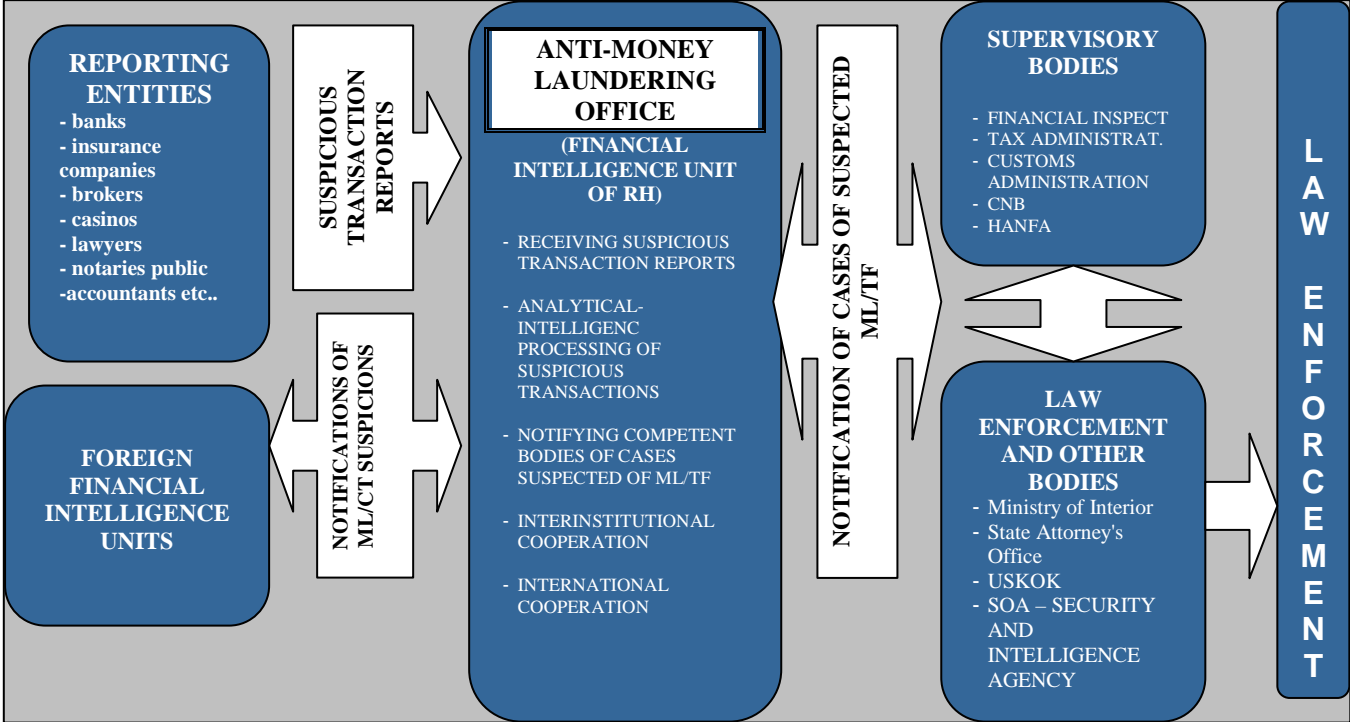 REPORTING
ENTITIES
- banks
- insurance
companies
- brokers
- casinos
- lawyers
- notaries public
-accountants etc..
FOREIGN
FINANCIAL
INTELLIGENCE
UNITS
SUSPICIOUS
TRANSACTION
REPORTS
NOTIFICATIONS OF
ML/CT SUSPICIONS
ANTI-MONEY
LAUNDERING
OFFICE
(FINANCIAL
INTELLIGENCE UNIT
OF RH)
- RECEIVING SUSPICIOUS
TRANSACTION REPORTS
- ANALYTICAL-
INTELLIGENC
PROCESSING OF
SUSPICIOUS
TRANSACTIONS
- NOTIFYING COMPETENT
BODIES OF CASES
SUSPECTED OF ML/TF
- INTERINSTITUTIONAL
COOPERATION
- INTERNATIONAL
COOPERATION
NOTIFICATION OF CASES OF SUSPECTED
ML/TF
SUPERVISORY
BODIES
- FINANCIAL INSPECT
- TAX ADMINISTRAT.
- CUSTOMS
ADMINISTRATION
- CNB
- HANFA
LAW
ENFORCEMENT
AND OTHER
BODIES
- Ministry of Interior
- State Attorney's
Office
- USKOK
- SOA – SECURITY
AND
INTELLIGENCE
AGENCY
LAW ENFORCEMENT